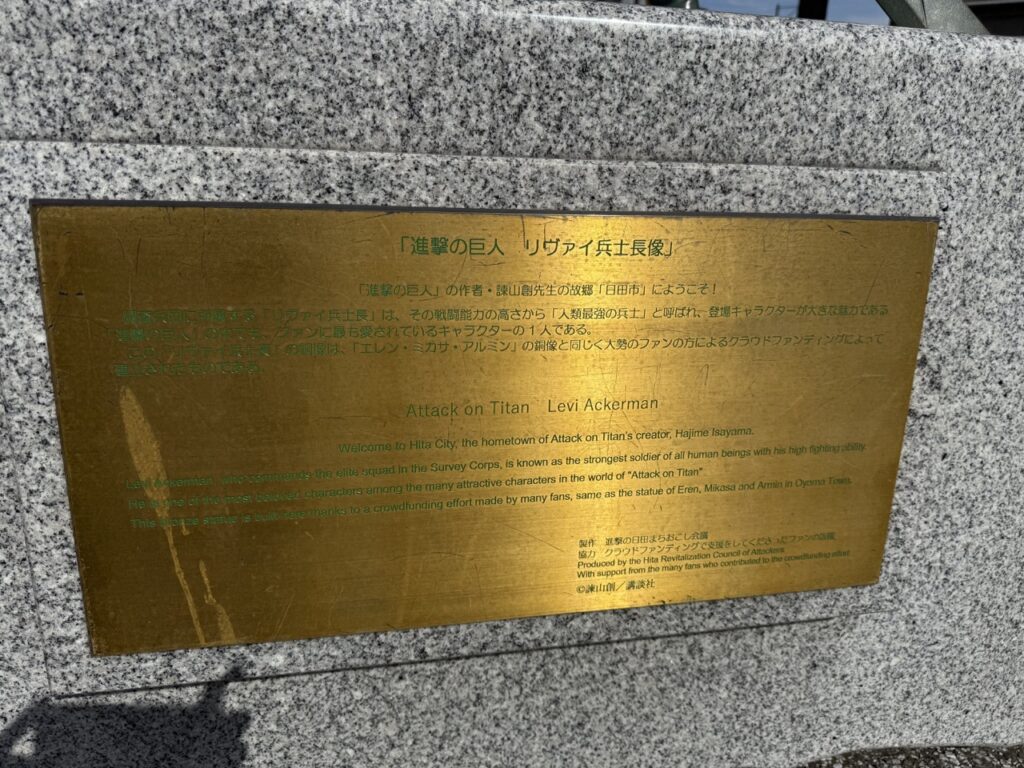 「進撃の巨人　リヴァイ兵士長像」
「進撃の巨人」の作者・諫山創先生の故郷「日田市」にようこそ！
「リヴァイ兵士長」は、その戦闘能力の高さから「人類最強の兵士」と呼ばれ、登場キャラクターが大きな魅力である
「進撃の巨人」の中でも、ファンに最も愛されているキャラクターの1人である。
この「リヴァイ兵士長」の銅像は、「エレン・ミカサ・アルミン」の銅像と同じく大勢のファンの方によるクラウドファンディングによって
建立されたものである。
Attack on Titan　Levi Ackerman
Welcome to Hita City, the hometown of Attack on Titan's creator, Hajime Isayama.
Levi Ackerman, who commands the elite squad in the Survey Corps, is known as the strongest soldier of all human beings with his high fighting ability.
He is one of the most beloved characters among the many attractive characters in the world of "Attack on Titan"
This bronze statue is built here thanks to a crowdfunding effort made by many fans, same as the statue of Eren, Mikasa and Armin in Oyama Town.
製作　進撃の日田まちおこし会議
協力　クラウドファンディングで支援をしてくださったファンの皆様
Produced by the Hita Revitalization Council of Attackers
With support from the many fans who contributed to the crowdfunding effort
©諫山創／講談社